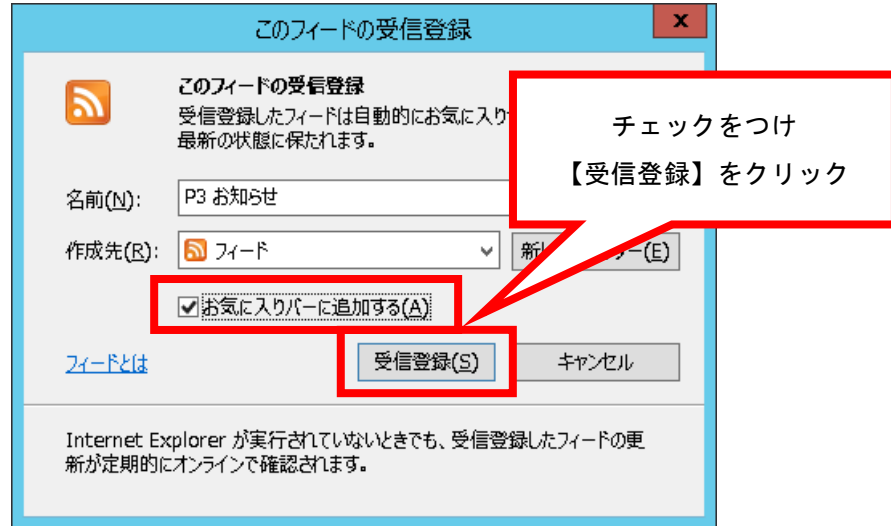 このフィードの受信登録
x
このフィードの受信登録
受信登録したフィードは自動的にお気に入り
最新の状態に保たれます。
チェックをつけ
【受信登録】をクリック
名前(N):
P3 お知らせ
作成先(R):
フィード
新し
ー(E)
お気に入りバーに追加する(A)
フィードとは
受信登録(S)
キャンセル
Internet Explorer が実行されていないときでも、受信登録したフィードの更
新が定期的にオンラインで確認されます。